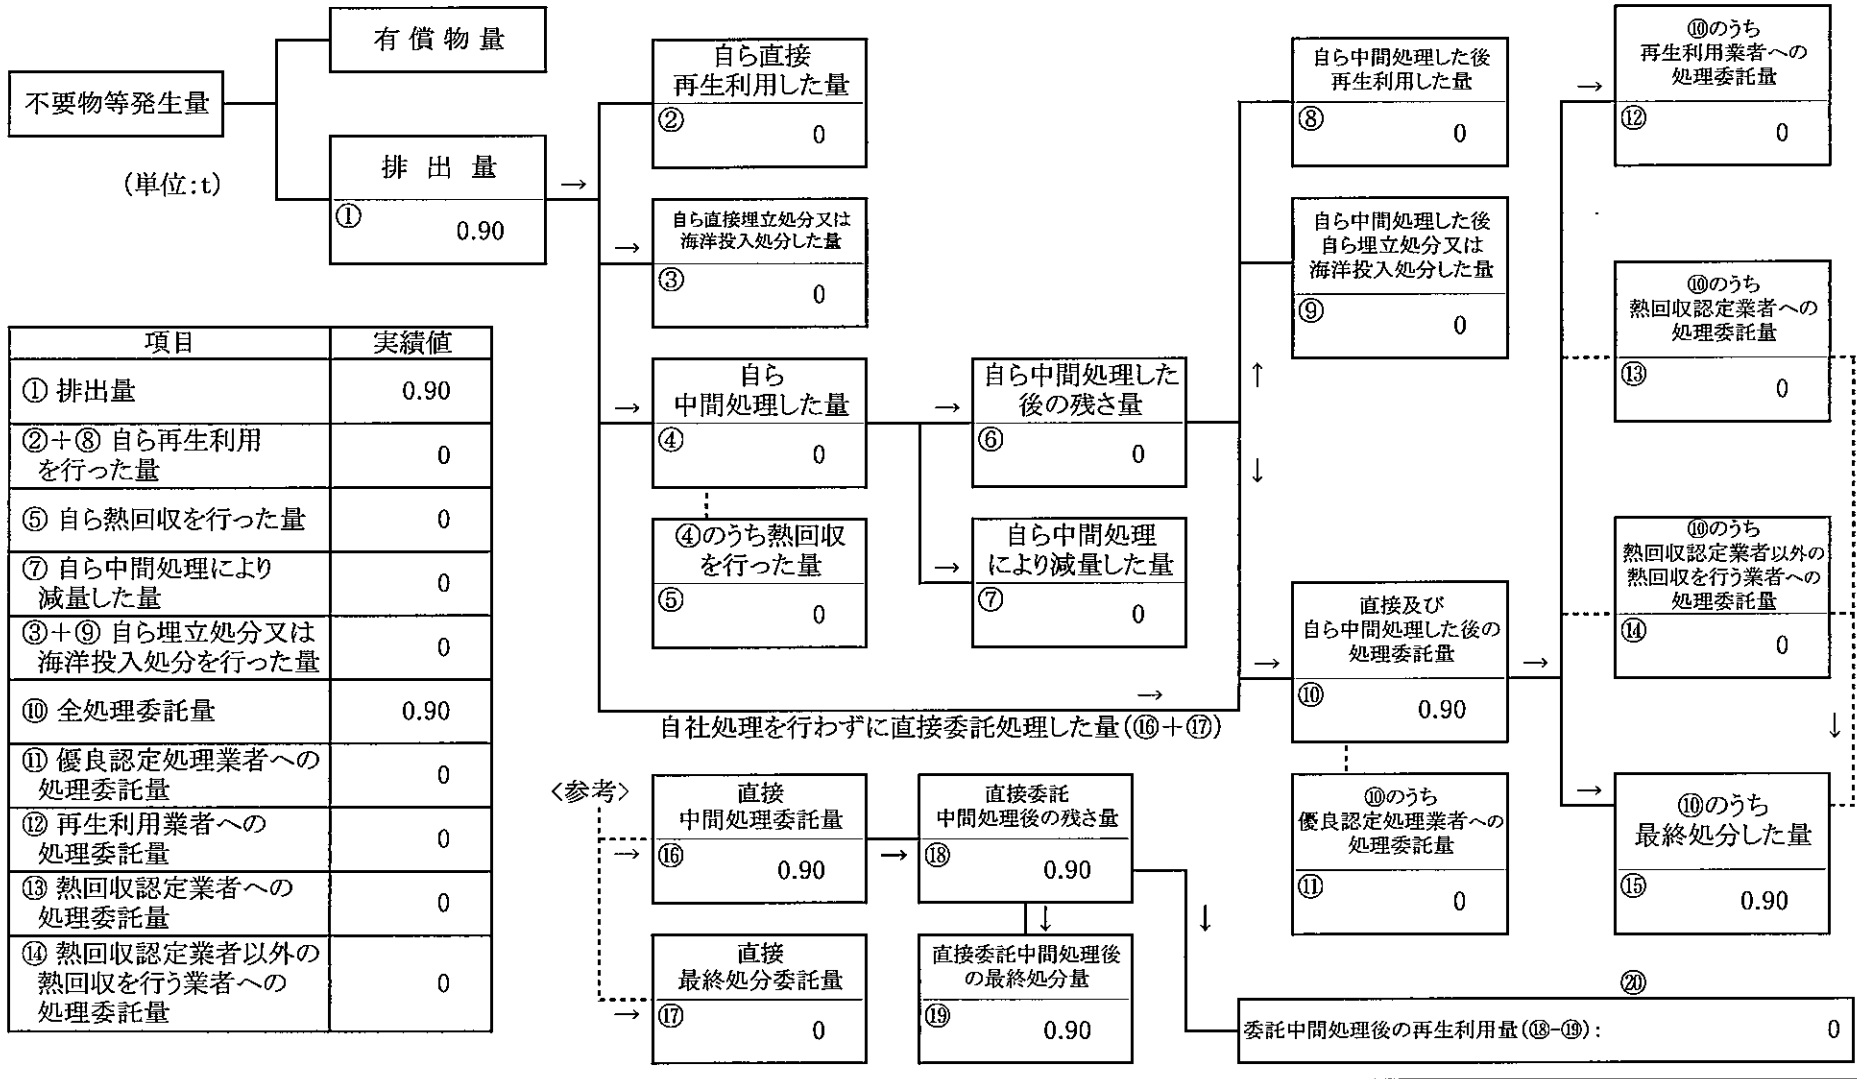 不要物等発生量
(単位:t)
有償物量
排出量
① 0.90
→
自ら直接
再生利用した量
② 0
→
自ら直接埋立処分又は
海洋投入処分した量
③ 0
→
自ら
中間処理した量
④ 0
④のうち熱回収
を行った量
⑤ 0
→
自ら中間処理した
後の残さ量
⑥ 0
→
自ら中間処理
により減量した量
⑦ 0
↑
↓
自ら中間処理した後
再生利用した量
⑧ 0
自ら中間処理した後
自ら埋立処分又は
海洋投入処分した量
⑨ 0
→
自社処理を行わずに直接委託処理した量(⑯+⑰)
→
直接及び
自ら中間処理した後の
処理委託量
⑩ 0.90
⑩のうち
優良認定処理業者への
処理委託量
⑪ 0
→
→
⑩のうち
再生利用業者への
処理委託量
⑫ 0
⑩のうち
熱回収認定業者への
処理委託量
⑬ 0
⑩のうち
熱回収認定業者以外の
熱回収を行う業者への
処理委託量
⑭ 0
↓
→
⑩のうち
最終処分した量
⑮ 0.90
項目 実績値
① 排出量 0.90
②+⑧ 自ら再生利用
を行った量 0
⑤ 自ら熱回収を行った量 0
⑦ 自ら中間処理により
減量した量 0
③+⑨ 自ら埋立処分又は
海洋投入処分を行った量 0
⑩ 全処理委託量 0.90
⑪ 優良認定処理業者への
処理委託量 0
⑫ 再生利用業者への
処理委託量 0
⑬ 熱回収認定業者への
処理委託量 0
⑭ 熱回収認定業者以外の
熱回収を行う業者への
処理委託量 0
<参考>
→
直接
中間処理委託量
⑯ 0.90
→
直接
最終処分委託量
⑰ 0
→
直接委託
中間処理後の残さ量
⑱ 0.90
↓
直接委託中間処理後
の最終処分量
⑲ 0.90
↓
⑳
委託中間処理後の再生利用量(⑱-⑲): 0